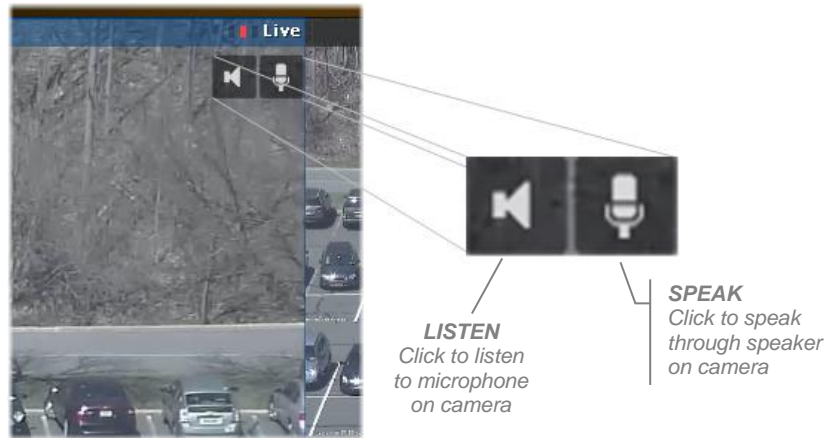 Live
LISTEN
Click to listen
to microphone
on camera
SPEAK
Click to speak
through speaker
on camera